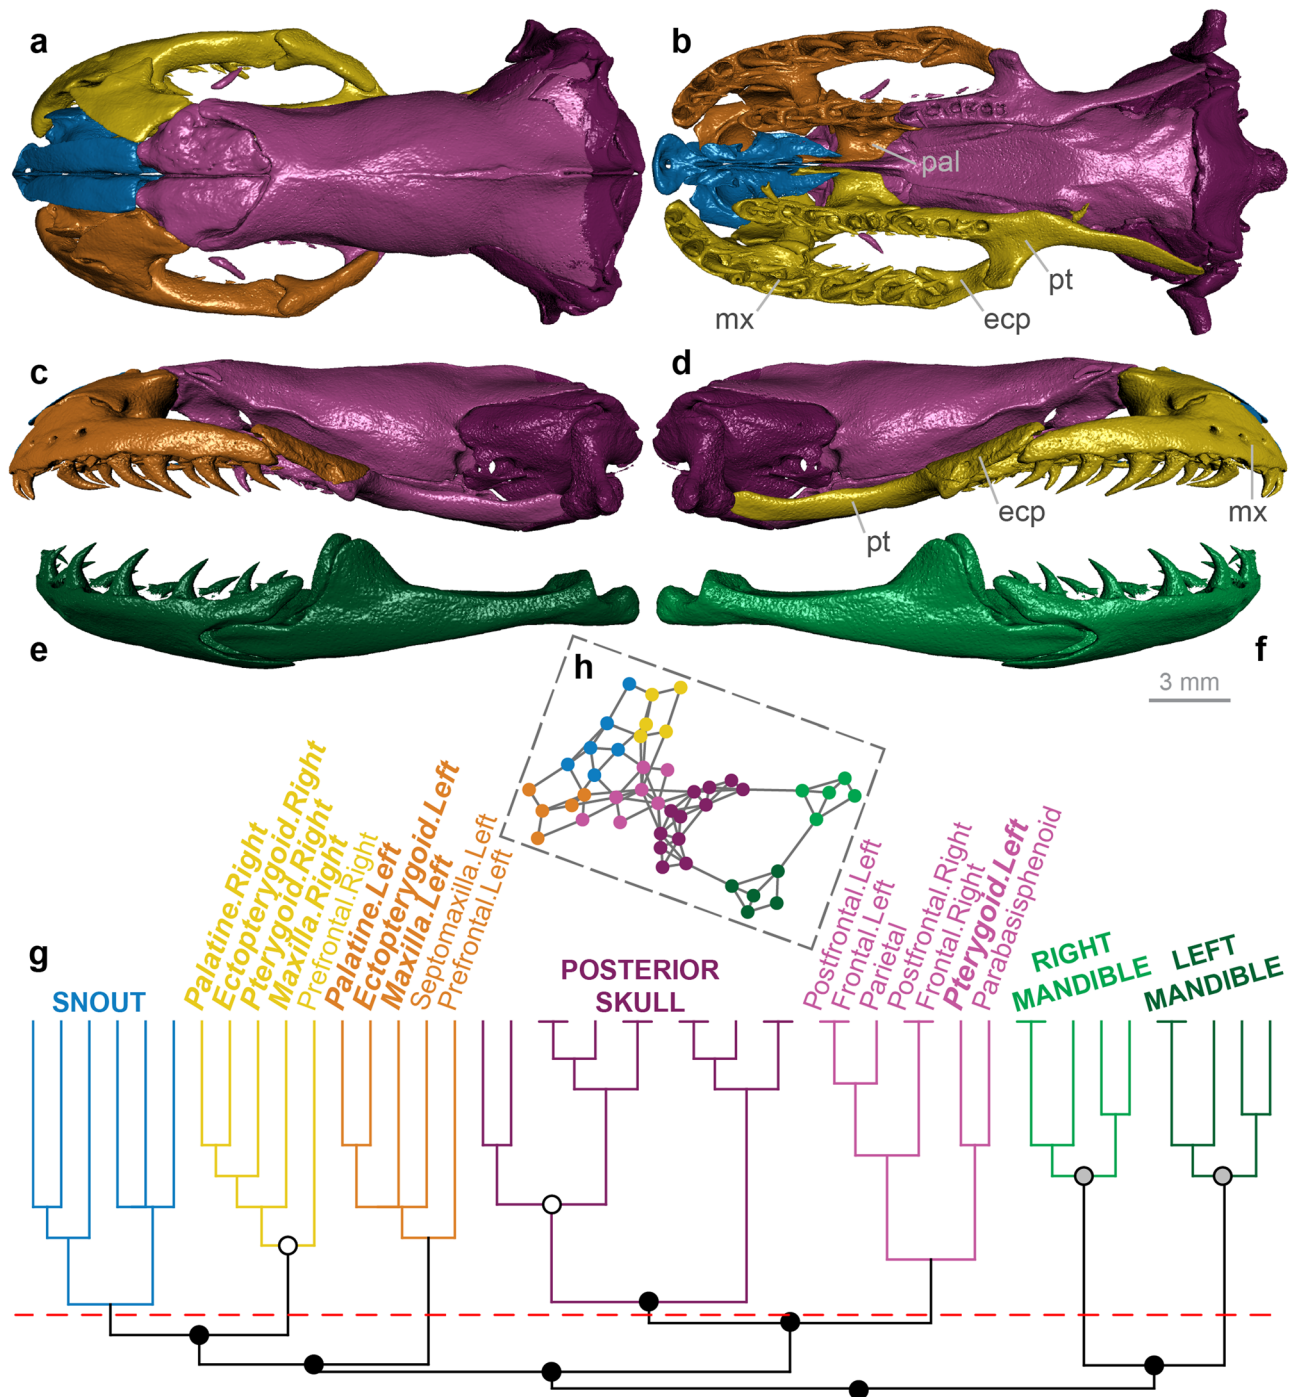 a
b
pal
pt
ecp
mx
c
d
ecp
mx
pt
e
f
3 mm
h
g
SNOUT
Palatine.Right
Ectopterygoid.Right
Pterygoid.Right
Maxilla.Right
Prefrontal.Right
Palatine.Left
Ectopterygoid.Left
Maxilla.Left
Septomaxilla.Left
Prefrontal.Left
POSTERIOR
SKULL
Postfrontal.Left
Frontal.Left
Parietal
Postfrontal.Right
Frontal.Right
Pterygoid.Left
Parabasisphenoid
RIGHT
MANDIBLE
LEFT
MANDIBLE